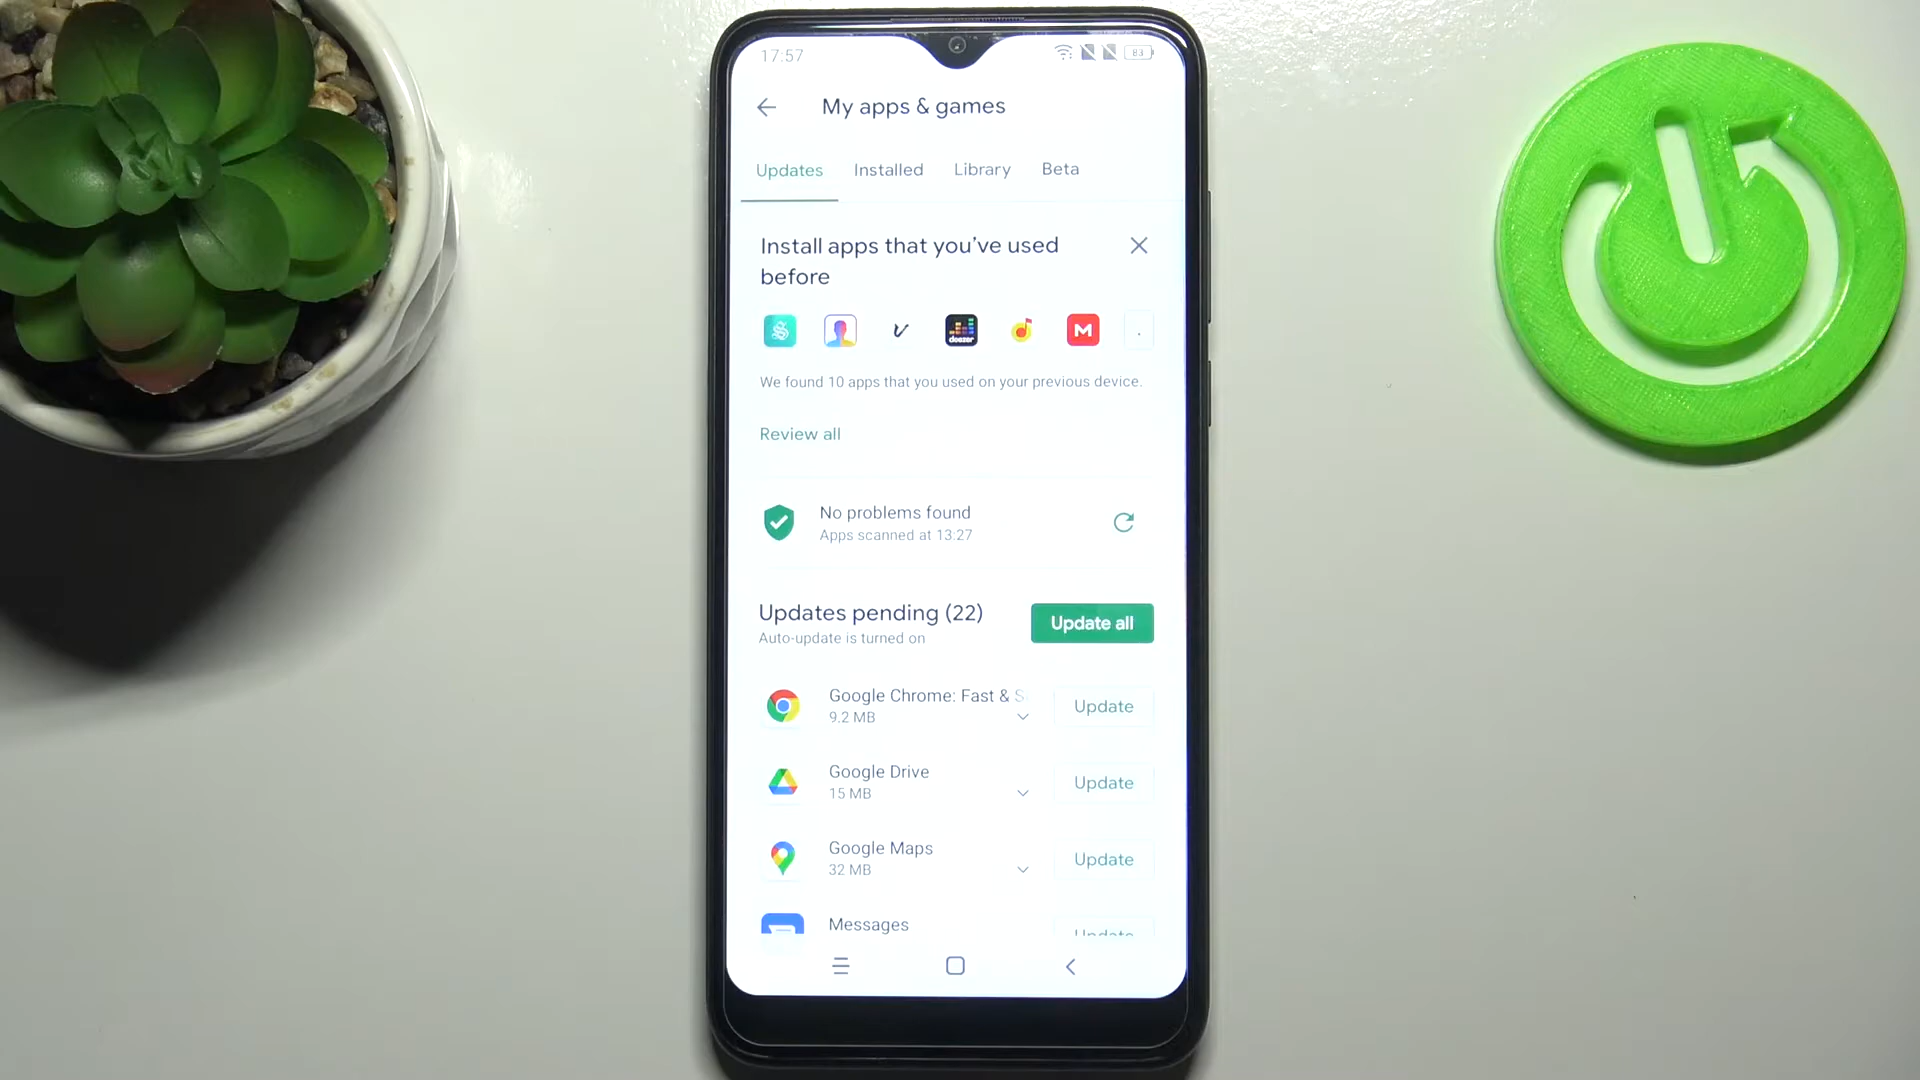 17:57
83
My apps & games
Updates Installed Library Beta
Install apps that you've used
before
deezer
M
We found 10 apps that you used on your previous device.
Review all
No problems found
Apps scanned at 13:27
Updates pending (22)
Auto-update is turned on
Update all
Google Chrome: Fast & S
9.2 MB
Update
Google Drive
15 MB
Update
Google Maps
32 MB
Update
Messages
Update